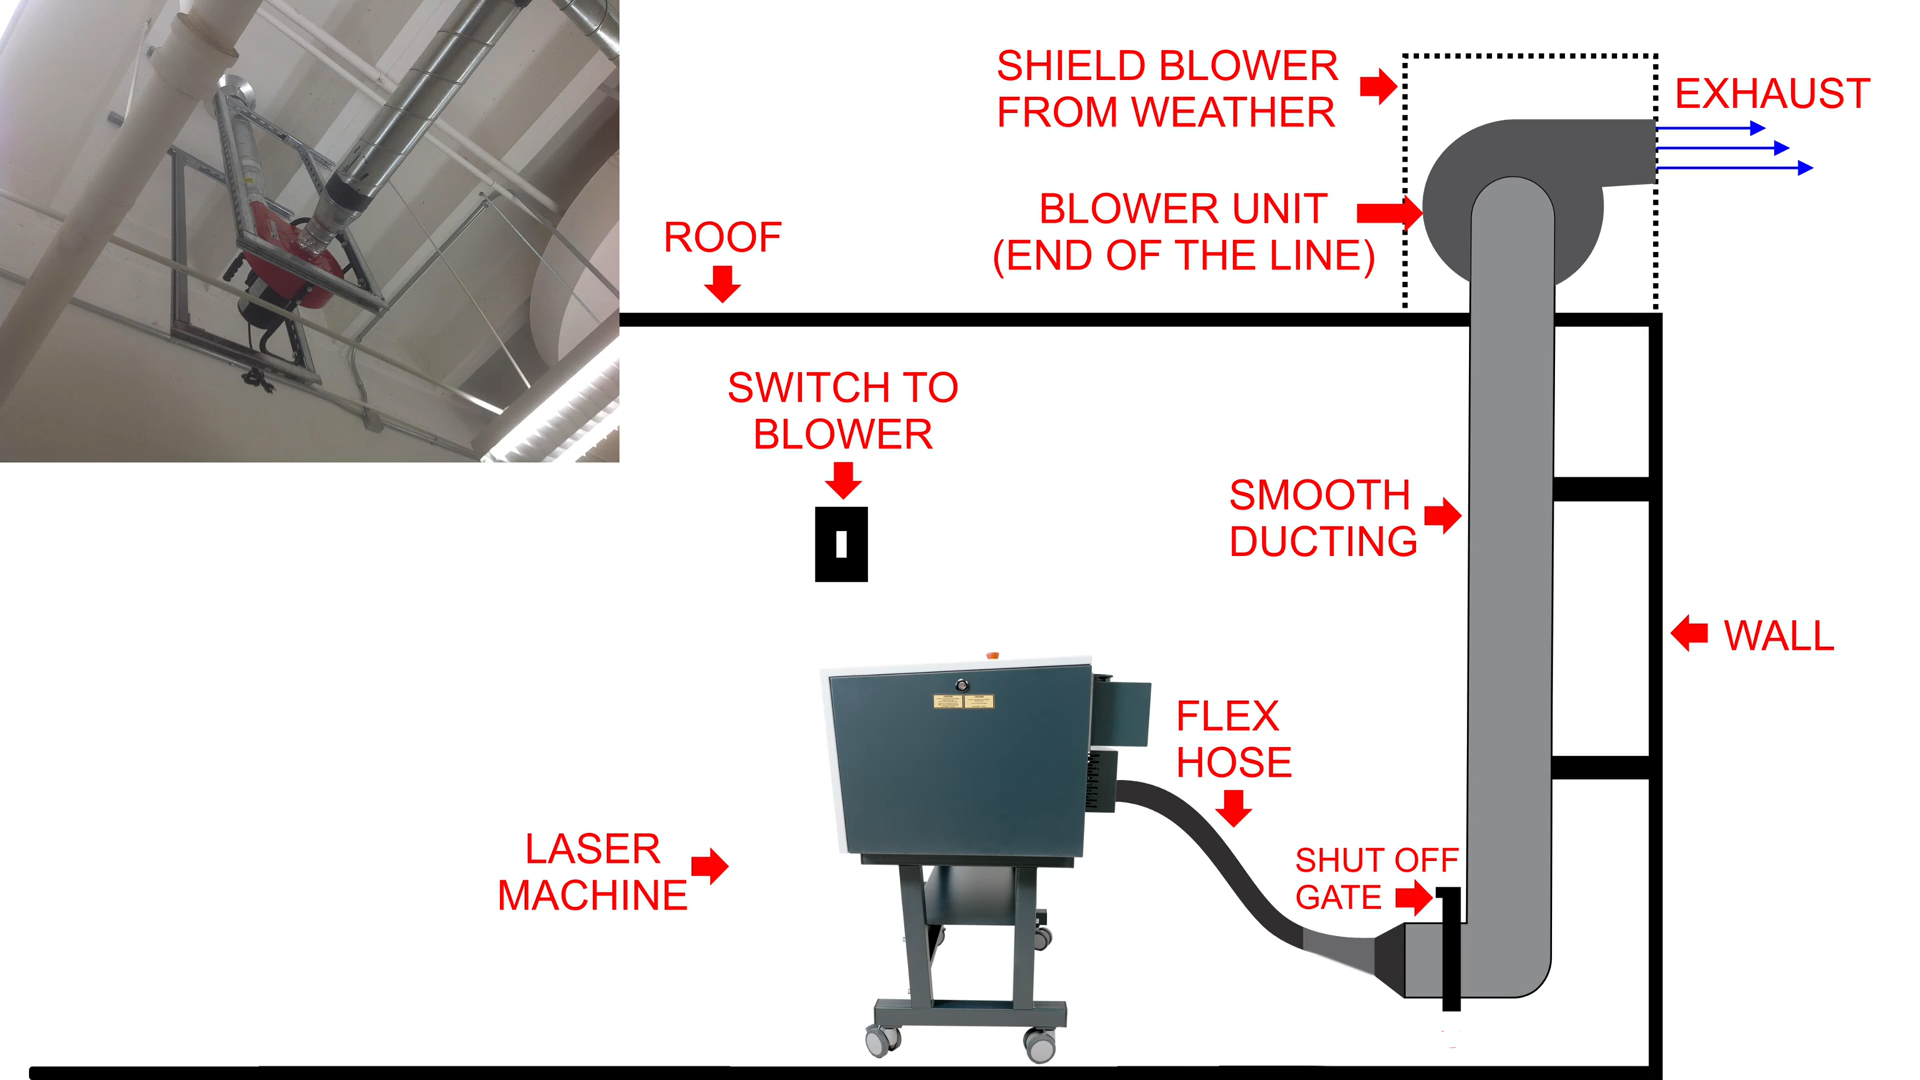 SHIELD BLOWER
FROM WEATHER
EXHAUST
BLOWER UNIT
(END OF THE LINE)
ROOF
SWITCH TO
BLOWER
SMOOTH
DUCTING
WALL
FLEX
HOSE
LASER
MACHINE
SHUT OFF
GATE